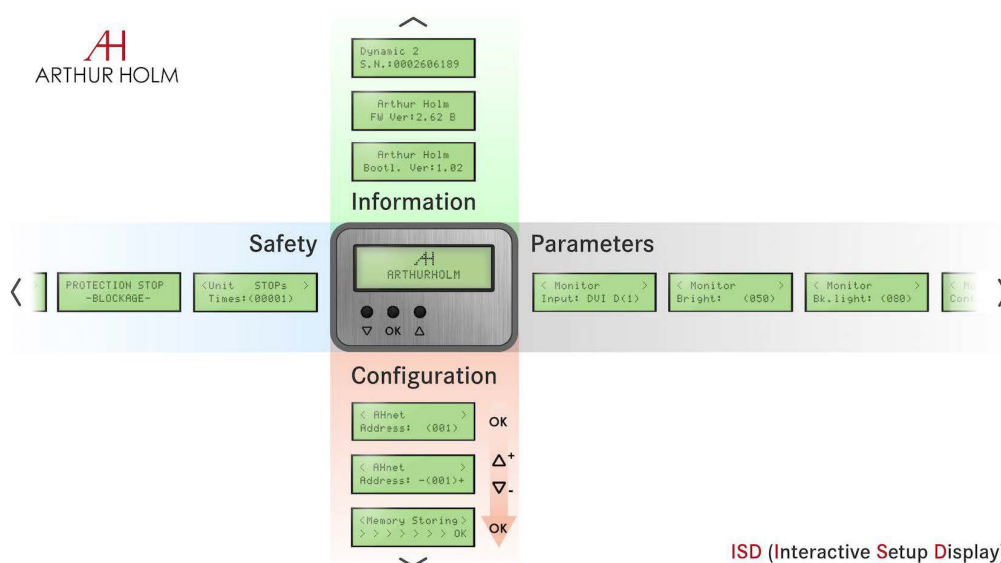 AH
ARTHUR HOLM
Dynamic 2
S.N.:0002606189
Arthur Holm
FW Ver:2.62 B
Arthur Holm
Bootl. Ver:1.02
Information
Safety
Parameters
PROTECTION STOP
-BLOCKAGE-
<Unit STOPs >
Times:(00001)
AH
ARTHURHOLM
OK
< Monitor >
Input: DVI D(1)
< Monitor >
Bright: (050)
< Monitor >
Bk.light: (080)
Configuration
< AHnet >
Address: (001)
OK
< AHnet >
Address: -(001)+
+
-
<Memory Storing>
> > > > > > > OK
OK
ISD (Interactive Setup Display)